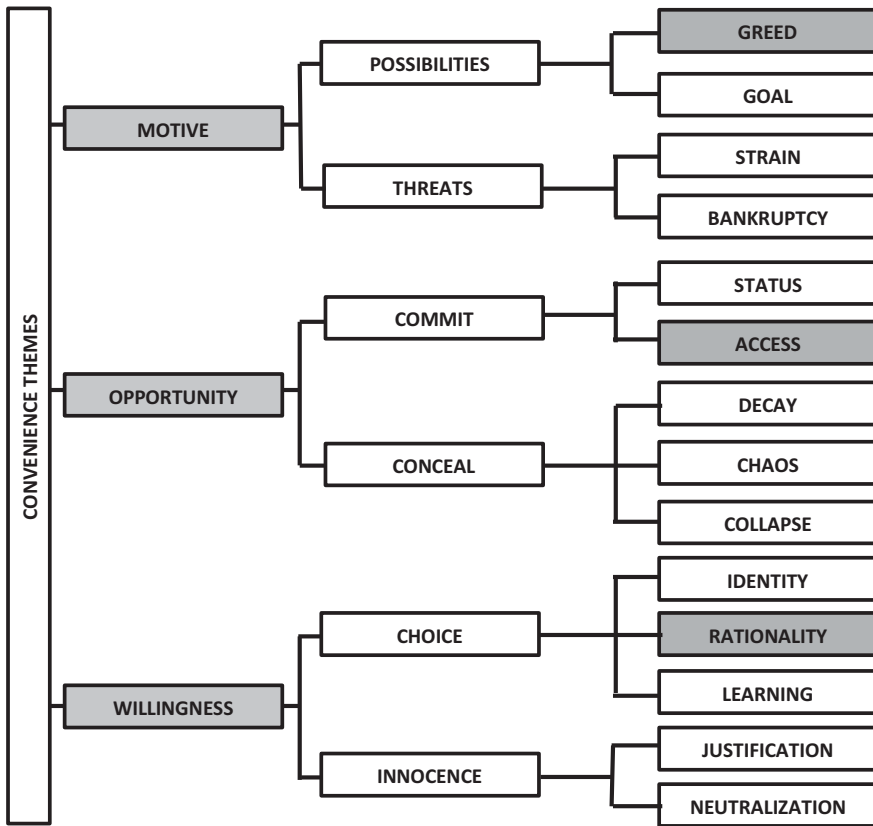 CONVENIENCE THEMES
MOTIVE
POSSIBILITIES
GREED
GOAL
THREATS
STRAIN
BANKRUPTCY
OPPORTUNITY
COMMIT
STATUS
ACCESS
CONCEAL
DECAY
CHAOS
COLLAPSE
WILLINGNESS
CHOICE
IDENTITY
RATIONALITY
LEARNING
INNOCENCE
JUSTIFICATION
NEUTRALIZATION